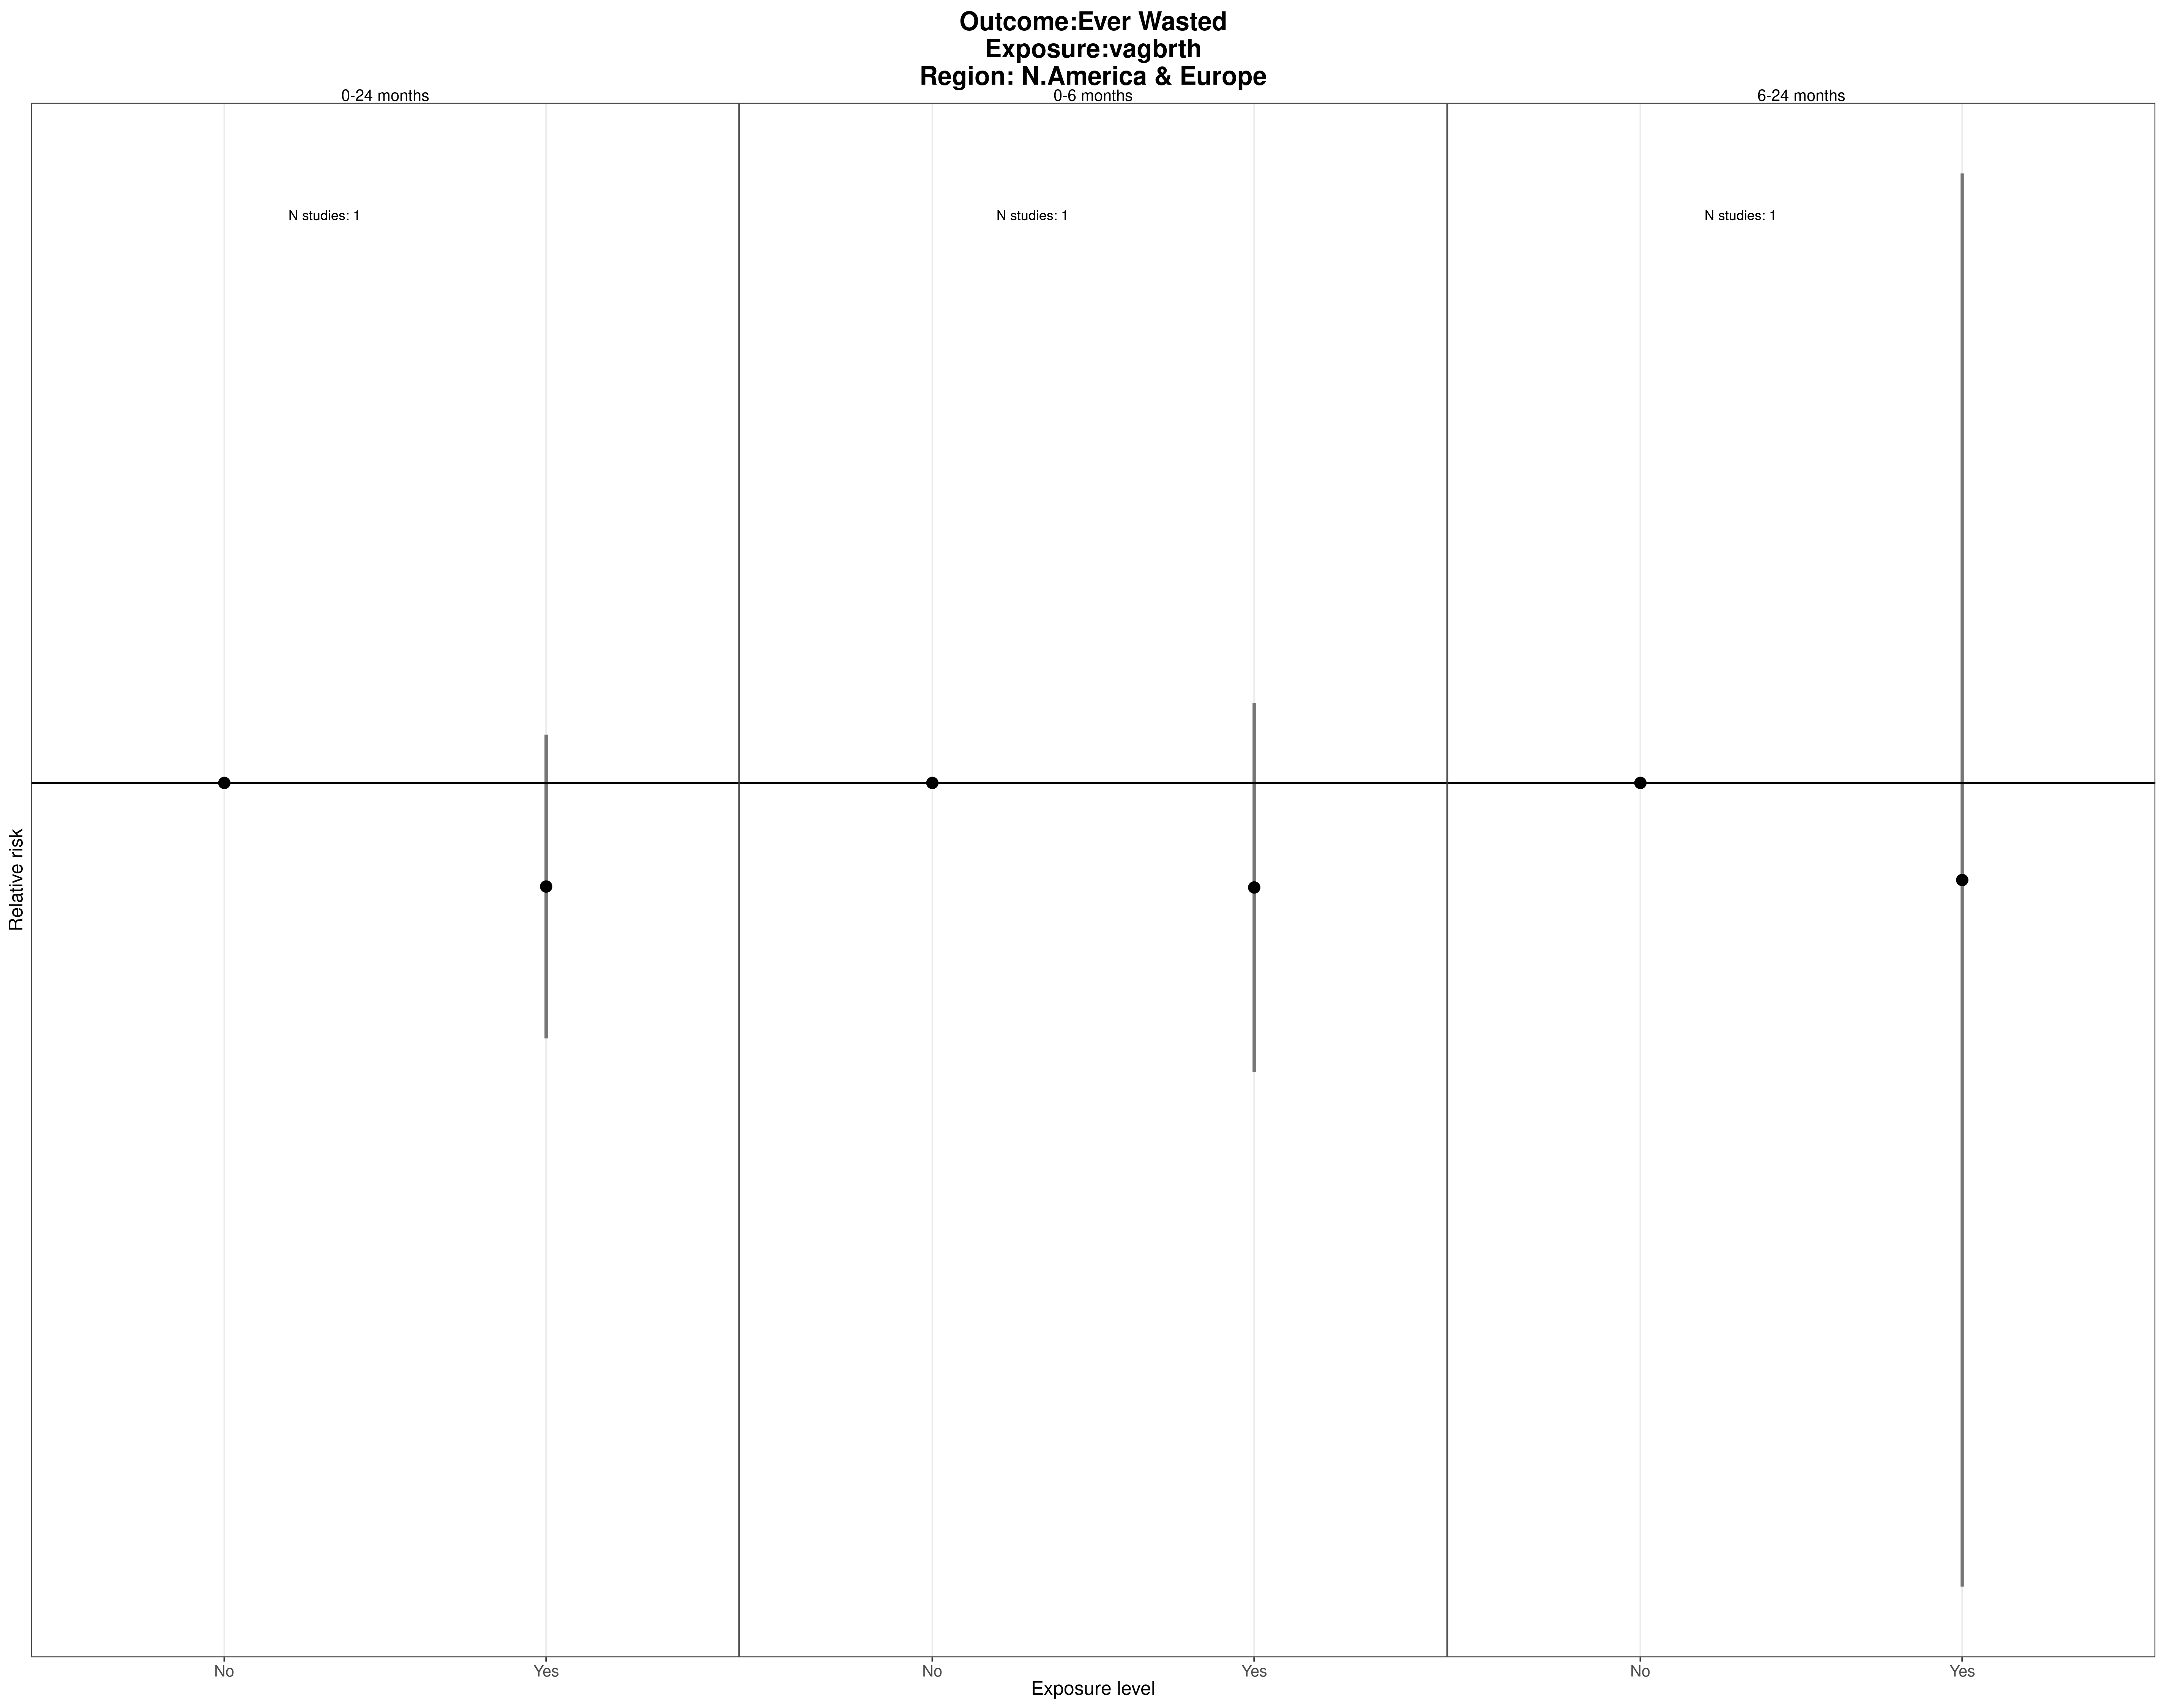 Outcome:Ever Wasted
Exposure:vagbrth
Region: N.America & Europe
0-24 months
0-6 months
6-24 months
N studies: 1
N studies: 1
N studies: 1
Relative risk
No
Yes
No
Yes
No
Yes
Exposure level